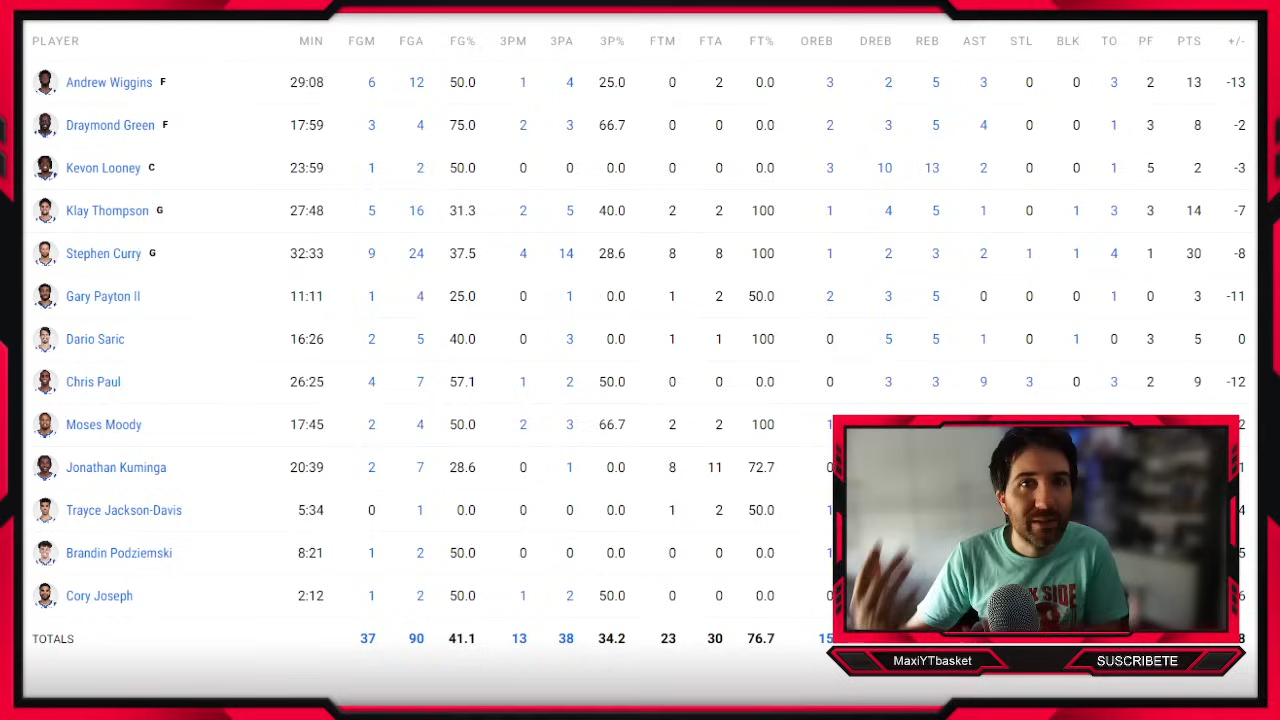 PLAYER MIN FGM FGA FG% 3PM 3PA 3P% FTM FTA FT% OREB DREB REB AST STL BLK TO PF PTS +/-
Andrew Wiggins F 29:08 6 12 50.0 1 4 25.0 0 2 0.0 3 2 5 3 0 0 3 2 13 -13
Draymond Green F 17:59 3 4 75.0 2 3 66.7 0 0 0.0 2 3 5 4 0 0 1 3 8 -2
Kevon Looney C 23:59 1 2 50.0 0 0 0.0 0 0 0.0 3 10 13 2 0 0 1 5 2 -3
Klay Thompson G 27:48 5 16 31.3 2 5 40.0 2 2 100 1 4 5 1 0 1 3 3 14 -7
Stephen Curry G 32:33 9 24 37.5 4 14 28.6 8 8 100 1 2 3 2 1 1 4 1 30 -8
Gary Payton II 11:11 1 4 25.0 0 1 0.0 1 2 50.0 2 3 5 0 0 0 1 0 3 -11
Dario Saric 16:26 2 5 40.0 0 3 0.0 1 1 100 0 5 5 1 0 1 0 3 5 0
Chris Paul 26:25 4 7 57.1 1 2 50.0 0 0 0.0 0 3 3 9 3 0 3 2 9 -12
Moses Moody 17:45 2 4 50.0 2 3 66.7 2 2 100 1 2
Jonathan Kuminga 20:39 2 7 28.6 0 1 0.0 8 11 72.7 0 1
Trayce Jackson-Davis 5:34 0 1 0.0 0 0 0.0 1 2 50.0 1 4
Brandin Podziemski 8:21 1 2 50.0 0 0 0.0 0 0 0.0 1 5
Cory Joseph 2:12 1 2 50.0 1 2 50.0 0 0 0.0 0 6
TOTALS 37 90 41.1 13 38 34.2 23 30 76.7 15 8
SIDE
MaxiYTbasket SUSCRIBETE